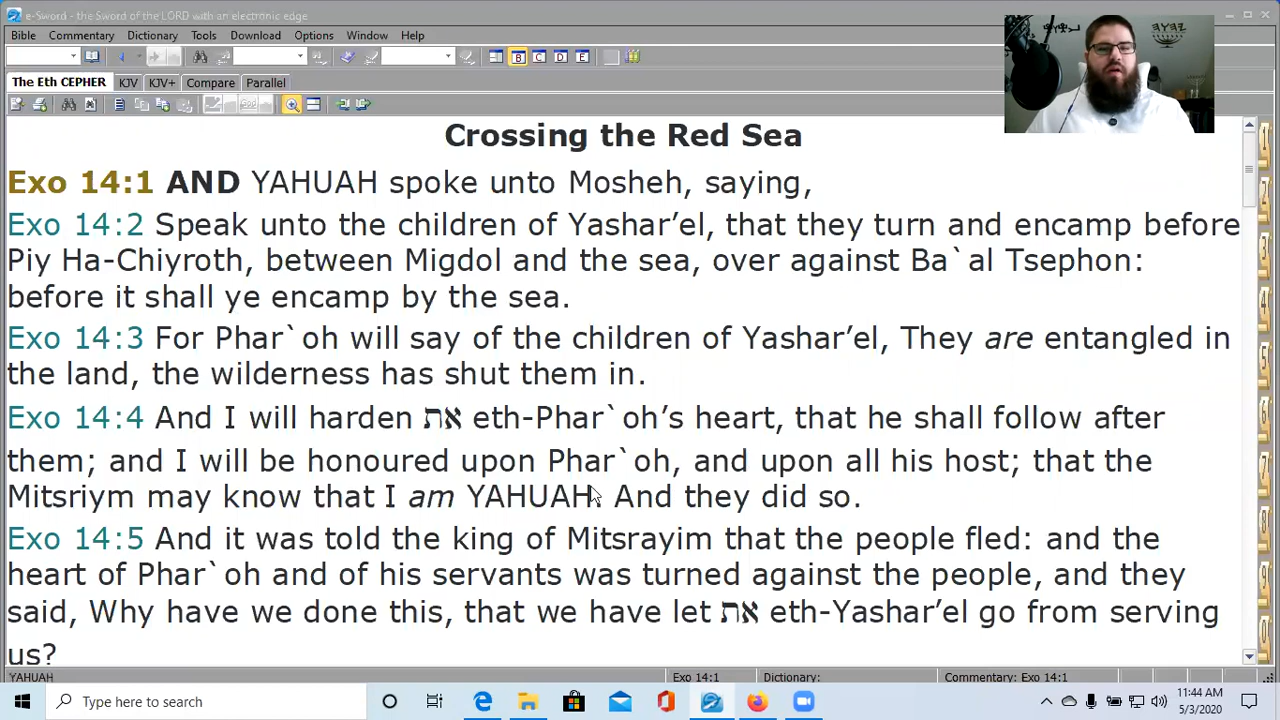 e-Sword - the Sword of the LORD with an electronic edge
Bible Commentary Dictionary Tools Download Options Window Help
The Eth CEPHER KJV KJV+ Compare Parallel
Crossing the Red Sea
Exo 14:1 AND YAHUAH spoke unto Mosheh, saying,
Exo 14:2 Speak unto the children of Yashar’el, that they turn and encamp before
Piy Ha-Chiyroth, between Migdol and the sea, over against Ba`al Tsephon:
before it shall ye encamp by the sea.
Exo 14:3 For Phar`oh will say of the children of Yashar’el, They are entangled in
the land, the wilderness has shut them in.
Exo 14:4 And I will harden את eth-Phar`oh’s heart, that he shall follow after
them; and I will be honoured upon Phar`oh, and upon all his host; that the
Mitsriym may know that I am YAHUAH. And they did so.
Exo 14:5 And it was told the king of Mitsrayim that the people fled: and the
heart of Phar`oh and of his servants was turned against the people, and they
said, Why have we done this, that we have let את eth-Yashar’el go from serving
us?
YAHUAH Exo 14:1 Dictionary: Commentary: Exo 14:1
Type here to search
11:44 AM
5/3/2020